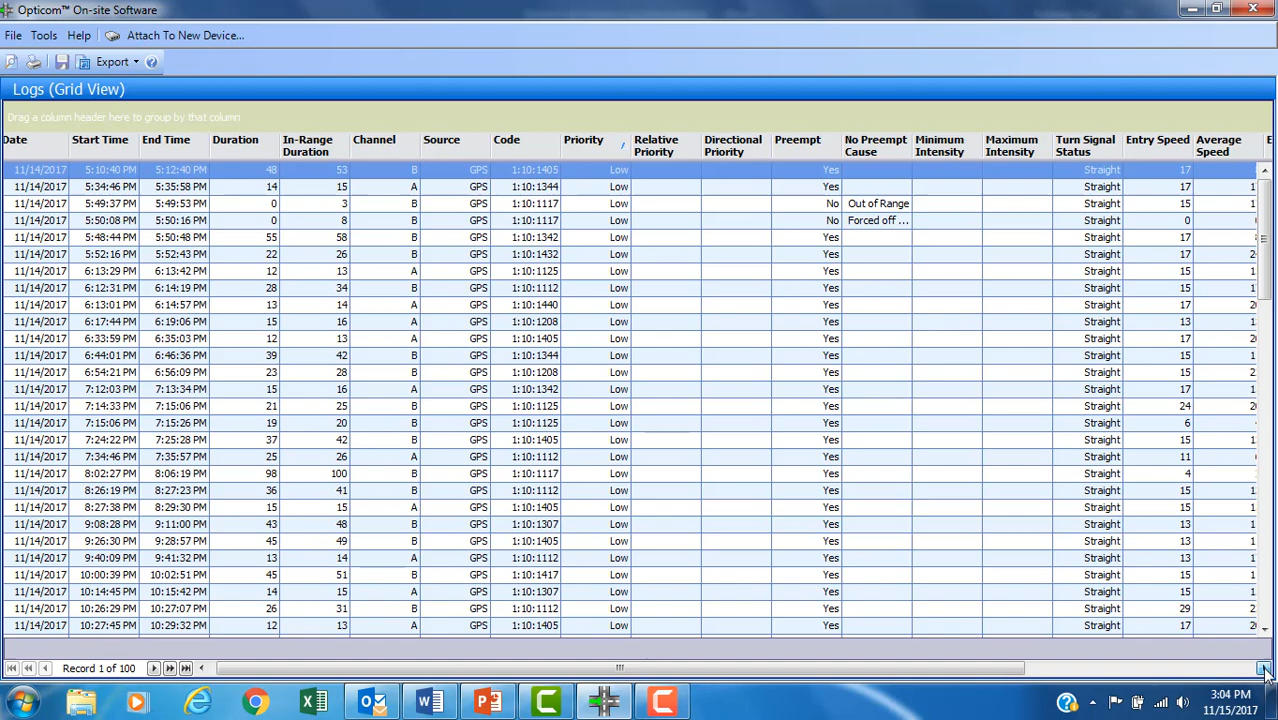 Opticom™ On-site Software
File Tools Help Attach To New Device...
Export
Logs (Grid View)
Drag a column header here to group by that column
Date Start Time End Time Duration In-Range Duration Channel Source Code Priority Relative Priority Directional Priority Preempt No Preempt Cause Minimum Intensity Maximum Intensity Turn Signal Status Entry Speed Average Speed E
11/14/2017 5:10:40 PM 5:12:40 PM 48 53 B GPS 1:10:1405 Low Yes Straight 17
11/14/2017 5:34:46 PM 5:35:58 PM 14 15 A GPS 1:10:1344 Low Yes Straight 17 1
11/14/2017 5:49:37 PM 5:49:53 PM 0 3 B GPS 1:10:1117 Low No Out of Range Straight 15 1
11/14/2017 5:50:08 PM 5:50:16 PM 0 8 B GPS 1:10:1117 Low No Forced off ... Straight 0
11/14/2017 5:48:44 PM 5:50:48 PM 55 58 B GPS 1:10:1342 Low Yes Straight 17
11/14/2017 5:52:16 PM 5:52:43 PM 22 26 B GPS 1:10:1432 Low Yes Straight 17 2
11/14/2017 6:13:29 PM 6:13:42 PM 12 13 A GPS 1:10:1125 Low Yes Straight 15 1
11/14/2017 6:12:31 PM 6:14:19 PM 28 34 B GPS 1:10:1112 Low Yes Straight 15 1
11/14/2017 6:13:01 PM 6:14:57 PM 13 14 A GPS 1:10:1440 Low Yes Straight 17 2
11/14/2017 6:17:44 PM 6:19:06 PM 15 16 A GPS 1:10:1208 Low Yes Straight 13 1
11/14/2017 6:33:59 PM 6:35:03 PM 12 13 A GPS 1:10:1405 Low Yes Straight 17 2
11/14/2017 6:44:01 PM 6:46:36 PM 39 42 B GPS 1:10:1344 Low Yes Straight 15 1
11/14/2017 6:54:21 PM 6:56:09 PM 23 28 B GPS 1:10:1208 Low Yes Straight 15 2
11/14/2017 7:12:03 PM 7:13:34 PM 15 16 A GPS 1:10:1342 Low Yes Straight 17 1
11/14/2017 7:14:33 PM 7:15:06 PM 21 25 B GPS 1:10:1125 Low Yes Straight 24 2
11/14/2017 7:15:06 PM 7:15:26 PM 19 20 B GPS 1:10:1125 Low Yes Straight 6
11/14/2017 7:24:22 PM 7:25:28 PM 37 42 B GPS 1:10:1405 Low Yes Straight 15 1
11/14/2017 7:34:46 PM 7:35:57 PM 25 26 A GPS 1:10:1112 Low Yes Straight 11
11/14/2017 8:02:27 PM 8:06:19 PM 98 100 B GPS 1:10:1117 Low Yes Straight 4
11/14/2017 8:26:19 PM 8:27:23 PM 36 41 B GPS 1:10:1112 Low Yes Straight 15 1
11/14/2017 8:27:38 PM 8:29:30 PM 15 15 A GPS 1:10:1405 Low Yes Straight 15 1
11/14/2017 9:08:28 PM 9:11:00 PM 43 48 B GPS 1:10:1307 Low Yes Straight 13 1
11/14/2017 9:26:30 PM 9:28:57 PM 45 49 B GPS 1:10:1405 Low Yes Straight 13 1
11/14/2017 9:40:09 PM 9:41:32 PM 13 14 A GPS 1:10:1112 Low Yes Straight 13 1
11/14/2017 10:00:39 PM 10:02:51 PM 45 51 B GPS 1:10:1417 Low Yes Straight 15 1
11/14/2017 10:14:45 PM 10:15:42 PM 14 15 A GPS 1:10:1307 Low Yes Straight 15 1
11/14/2017 10:26:29 PM 10:27:07 PM 26 31 B GPS 1:10:1112 Low Yes Straight 29 2
11/14/2017 10:27:45 PM 10:29:32 PM 12 13 A GPS 1:10:1405 Low Yes Straight 17 2
Record 1 of 100
3:04 PM
11/15/2017